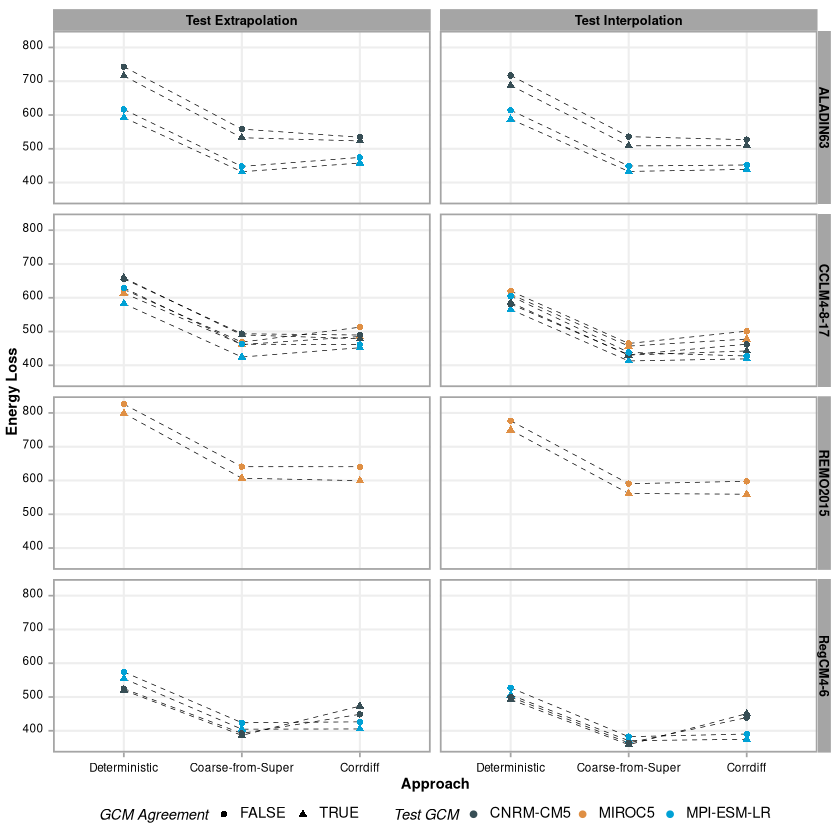 Test Extrapolation
Test Interpolation
800
700
600
500
400
ALADIN63
800
700
600
500
400
CCLM4-8-17
Energy Loss
800
700
600
500
400
REMO2015
800
700
600
500
400
RegCM4-6
Deterministic
Coarse-from-Super
Corrdiff
Deterministic
Coarse-from-Super
Corrdiff
Approach
GCM Agreement FALSE TRUE Test GCM CNRM-CM5 MIROC5 MPI-ESM-LR